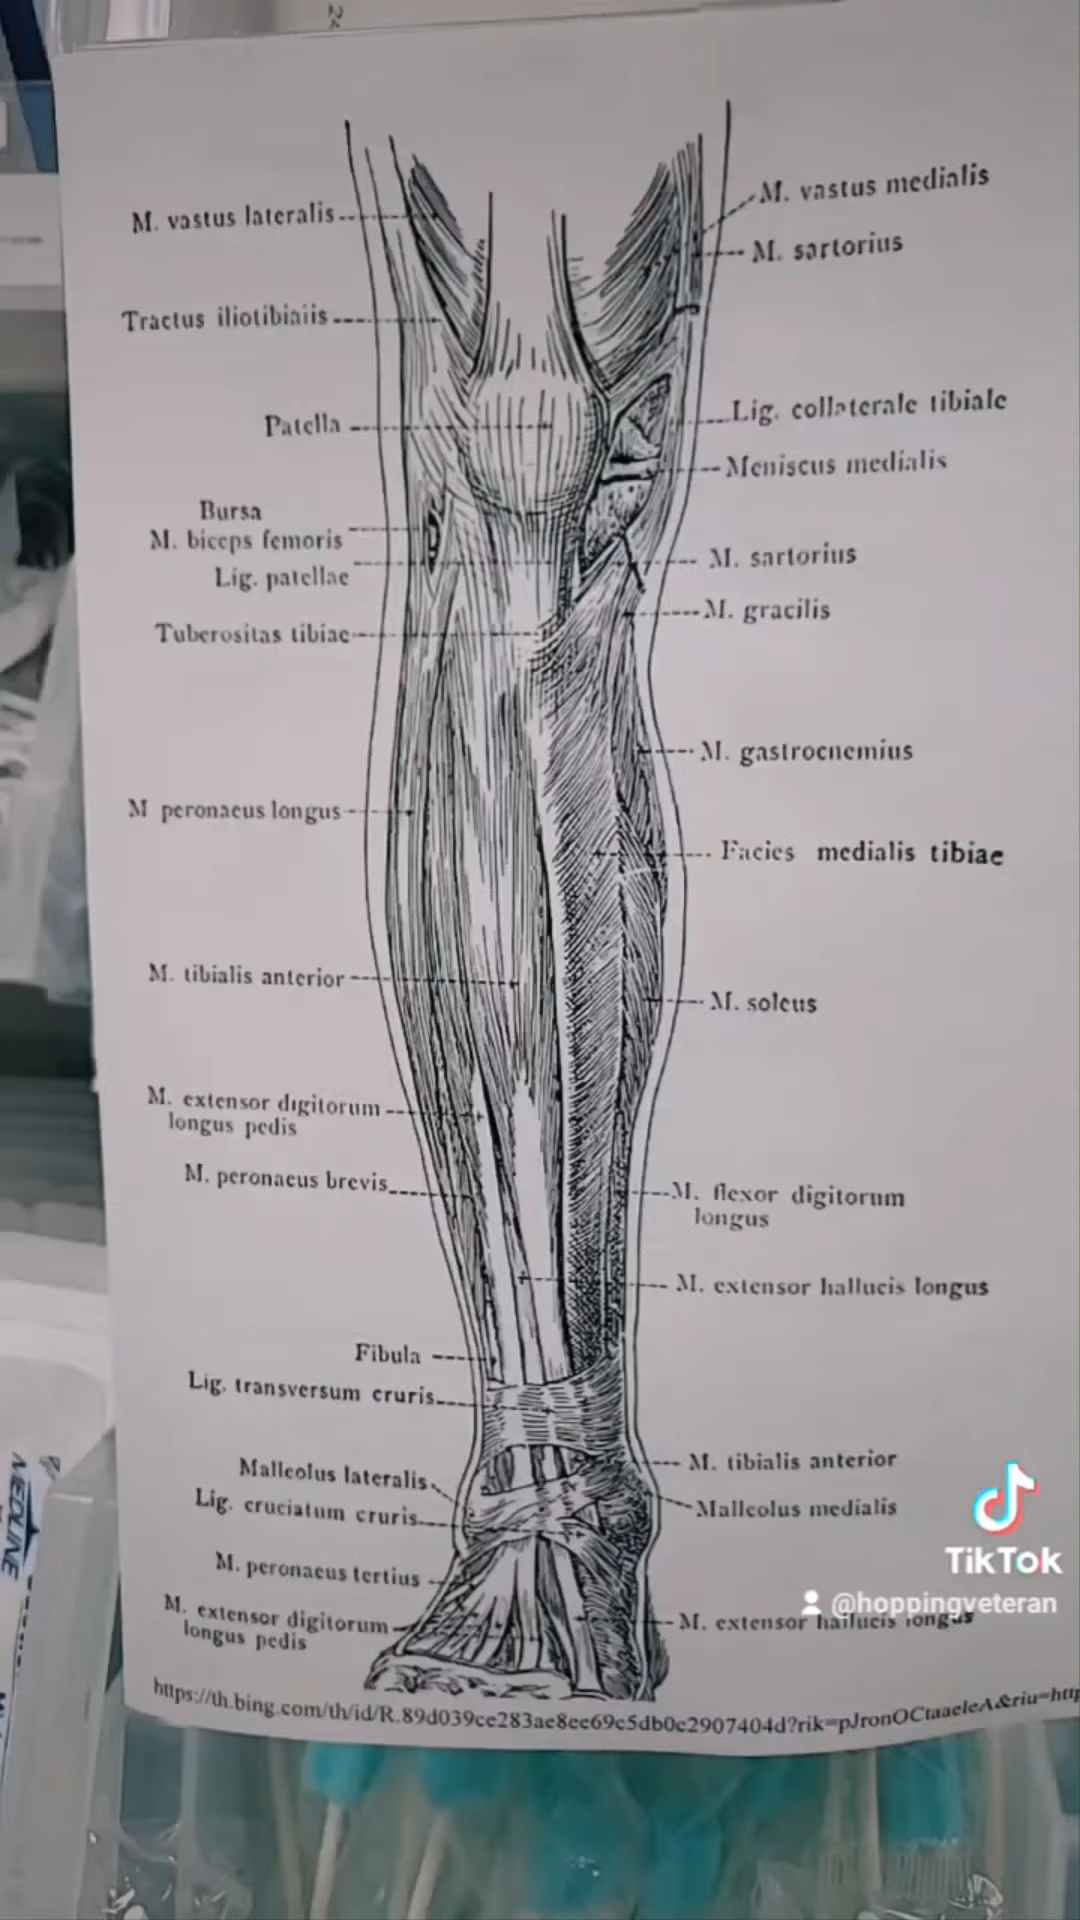 M. vastus lateralis
M. vastus medialis
M. sartorius
Tractus iliotibiaiis
Patella
Lig. collaterale tibiale
Meniscus medialis
Bursa
M. biceps femoris
Lig. patellae
M. sartorius
M. gracilis
Tuberositas tibiae
M. gastrocnemius
M peronaeus longus
Facies medialis tibiae
M. tibialis anterior
M. soleus
M. extensor digitorum
longus pedis
M. peronaeus brevis
M. flexor digitorum
longus
M. extensor hallucis longus
Fibula
Lig. transversum cruris
M. tibialis anterior
Malleolus lateralis
Malleolus medialis
Lig. cruciatum cruris
M. peronaeus tertius
M. extensor digitorum
longus pedis
M. extensor hallucis longus
https://th.bing.com/th/id/R.89d039ce283ae8ee69c5db0c2907404d?rik=pJronOCtaaeleA&riu=http
MEDLINE
TikTok
@hoppingveteran